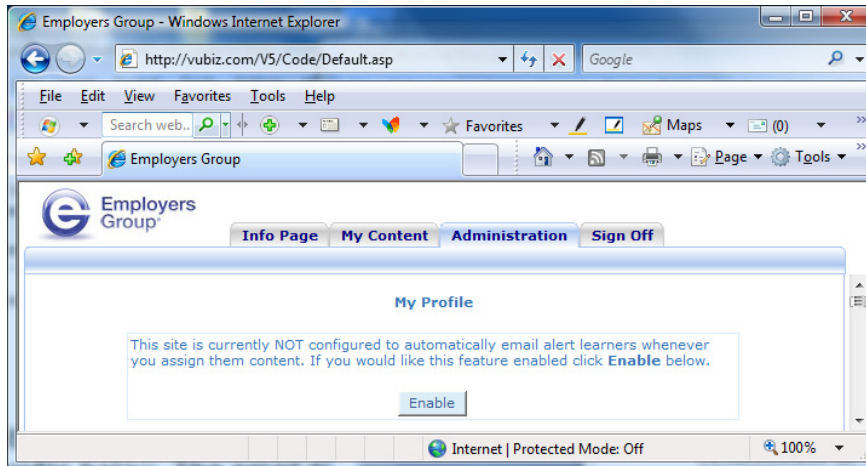 Employers Group - Windows Internet Explorer
http://vubiz.com/V5/Code/Default.asp
Google
File Edit View Favorites Tools Help
Search web.. Favorites Maps (0) »
Employers Group Page Tools »
Employers
Group
Info Page My Content Administration Sign Off
My Profile
This site is currently NOT configured to automatically email alert learners whenever
you assign them content. If you would like this feature enabled click Enable below.
Enable
Internet | Protected Mode: Off 100%